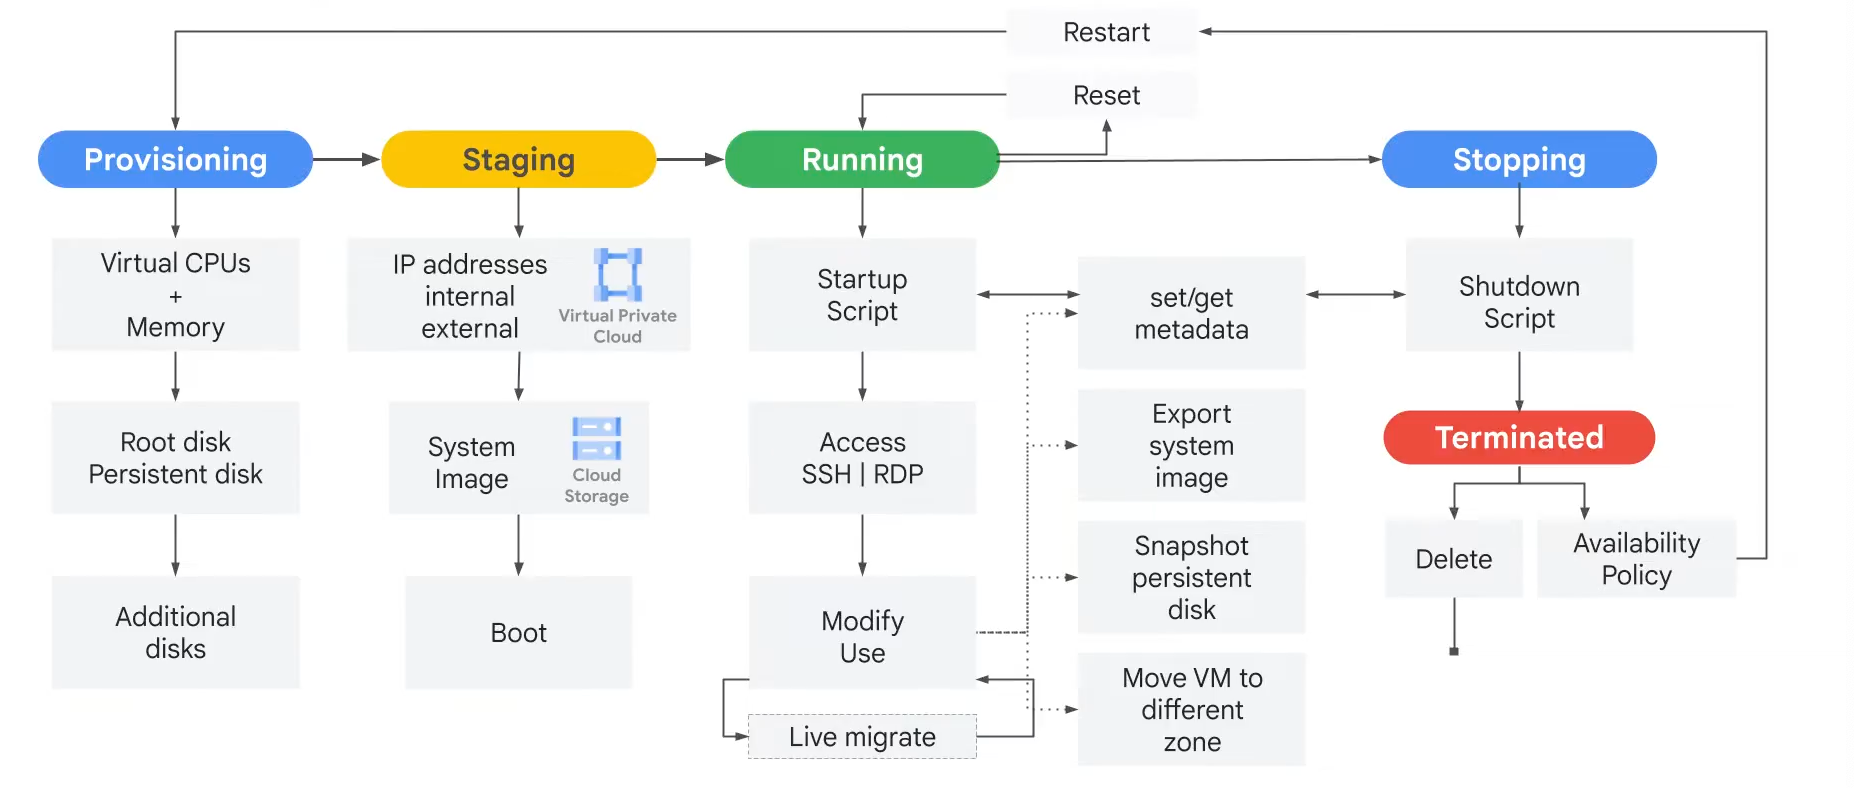 Restart
Reset
Provisioning
Staging
Running
Stopping
Virtual CPUs
+
Memory
Root disk
Persistent disk
Additional
disks
IP addresses
internal
external
Virtual Private
Cloud
System
Image
Cloud
Storage
Boot
Startup
Script
Access
SSH | RDP
Modify
Use
Live migrate
set/get
metadata
Export
system
image
Snapshot
persistent
disk
Move VM to
different
zone
Shutdown
Script
Terminated
Delete
Availability
Policy